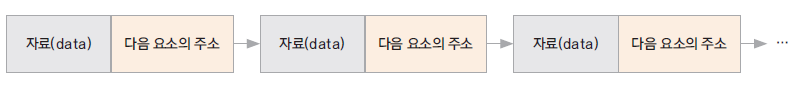 자료(data) 다음 요소의 주소 자료(data) 다음 요소의 주소 자료(data) 다음 요소의 주소 ...